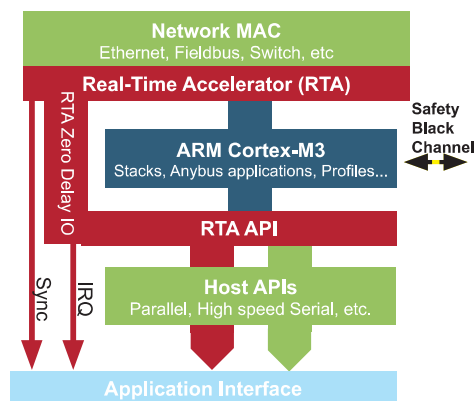 Network MAC
Ethernet, Fieldbus, Switch, etc
Real-Time Accelerator (RTA)
RTA Zero Delay IO
Safety
Black
Channel
ARM Cortex-M3
Stacks, Anybus applications, Profiles...
RTA API
Sync
IRQ
Host APIs
Parallel, High speed Serial, etc.
Application Interface